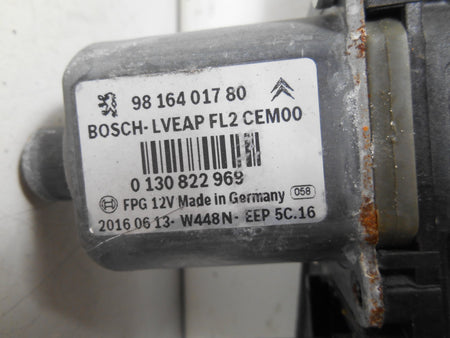 98 164 017 80
BOSCH- LVEAP FL2 CEM00
0 130 822 969
FPG 12V Made in Germany 058
2016 06 13- W448N- EEP 5C.16